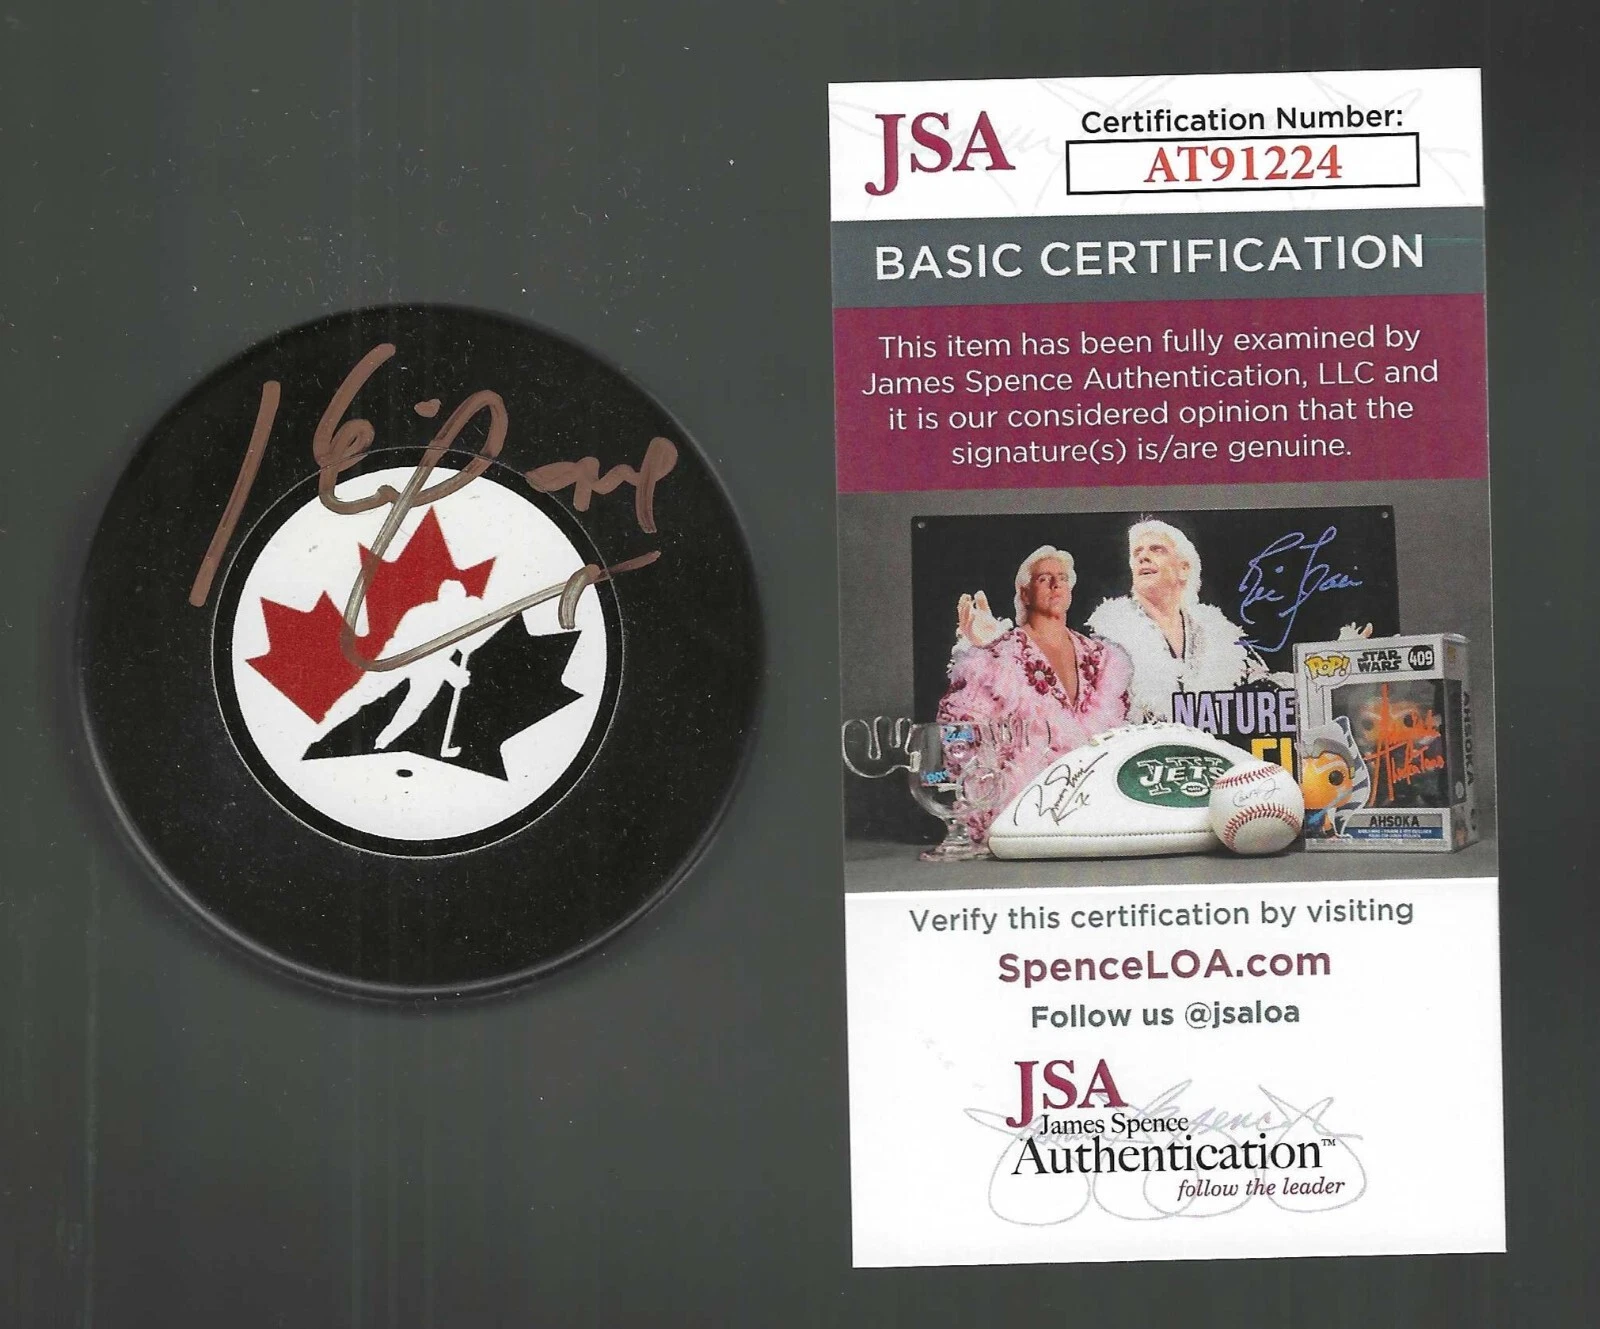 JSA
Certification Number:
AT91224
BASIC CERTIFICATION
This item has been fully examined by
James Spence Authentication, LLC and
it is our considered opinion that the
signature(s) is/are genuine.
NATURE
POP!
STAR
WARS
409
JETS
AHSOKA
AHSOKA
Verify this certification by visiting
SpenceLOA.com
Follow us @jsaloa
JSA
James Spence
Authentication™
follow the leader